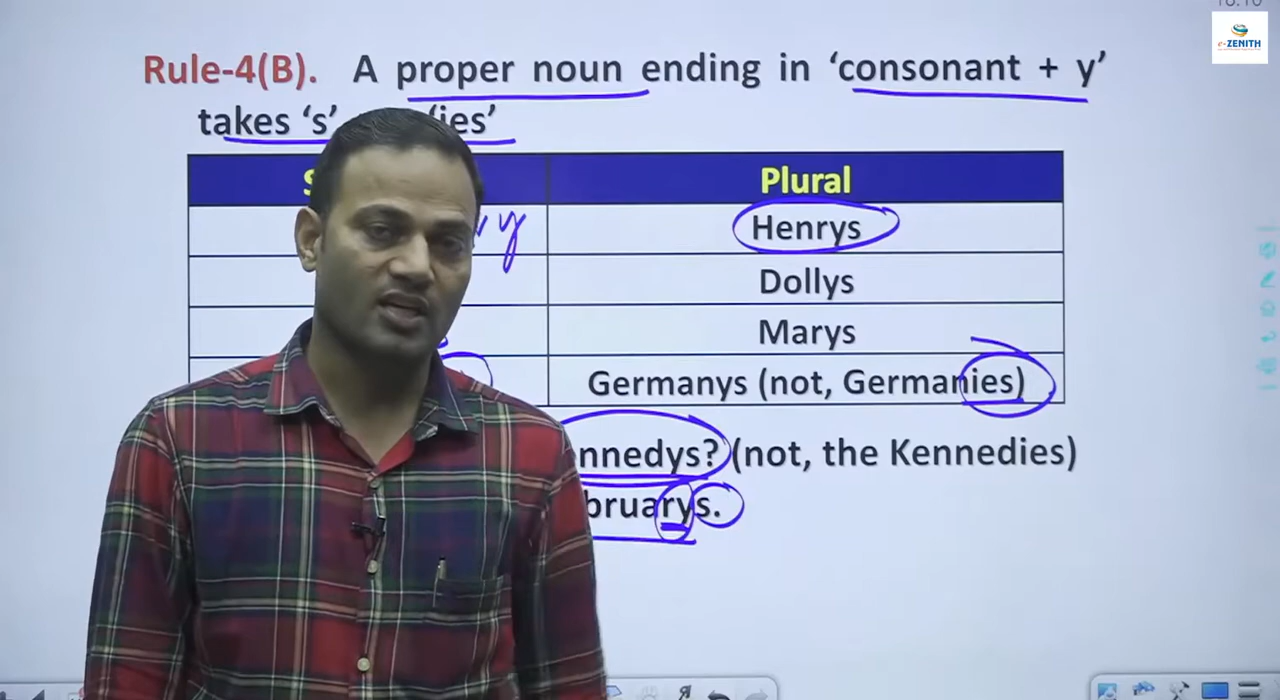 e-ZENITH
Rule-4(B). A proper noun ending in ‘consonant + y’
takes ‘s’ ‘ies’
Plural
y Henrys
Dollys
Marys
Germanys (not, Germanies)
nnedys? (not, the Kennedies)
bruarys.